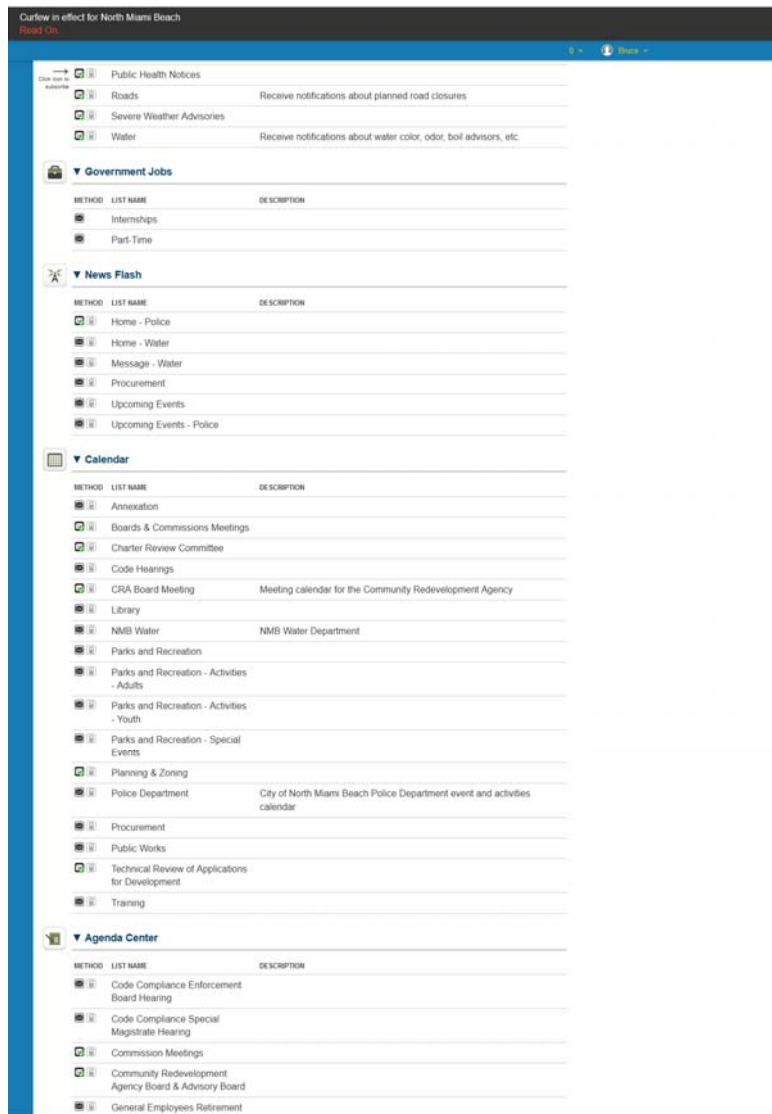 Curfew in effect for North Miami Beach
Read On.
0
Bruce
Click icon to
subscribe
Public Health Notices
Roads Receive notifications about planned road closures
Severe Weather Advisories
Water Receive notifications about water color, odor, boil advisors, etc.
▼ Government Jobs
METHOD LIST NAME DESCRIPTION
Internships
Part-Time
▼ News Flash
METHOD LIST NAME DESCRIPTION
Home - Police
Home - Water
Message - Water
Procurement
Upcoming Events
Upcoming Events - Police
▼ Calendar
METHOD LIST NAME DESCRIPTION
Annexation
Boards & Commissions Meetings
Charter Review Committee
Code Hearings
CRA Board Meeting Meeting calendar for the Community Redevelopment Agency
Library
NMB Water NMB Water Department
Parks and Recreation
Parks and Recreation - Activities
- Adults
Parks and Recreation - Activities
- Youth
Parks and Recreation - Special
Events
Planning & Zoning
Police Department City of North Miami Beach Police Department event and activities
calendar
Procurement
Public Works
Technical Review of Applications
for Development
Training
▼ Agenda Center
METHOD LIST NAME DESCRIPTION
Code Compliance Enforcement
Board Hearing
Code Compliance Special
Magistrate Hearing
Commission Meetings
Community Redevelopment
Agency Board & Advisory Board
General Employees Retirement